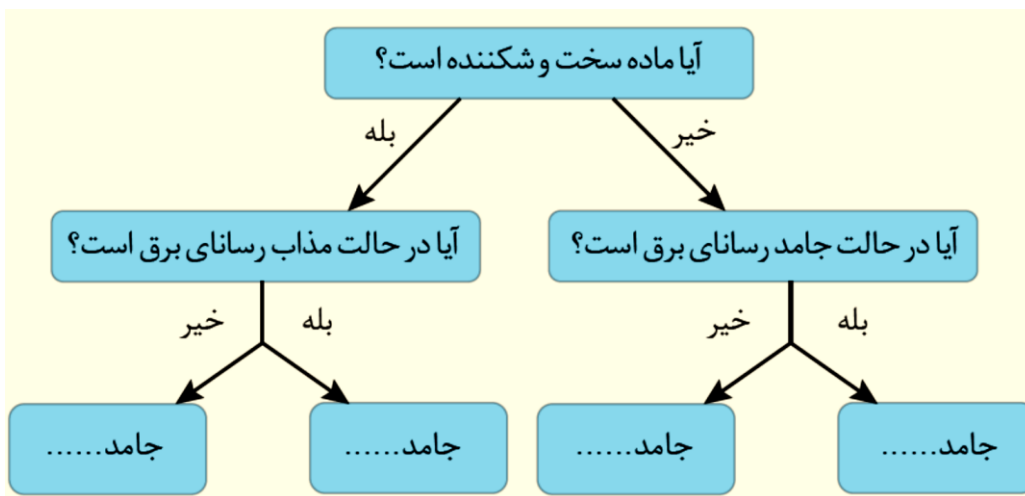 آیا ماده سخت و شکننده است؟
خیر
بله
آیا در حالت جامد رسانای برق است؟
آیا در حالت مذاب رسانای برق است؟
بله
خیر
بله
خیر
جامد......
جامد......
جامد......
جامد......